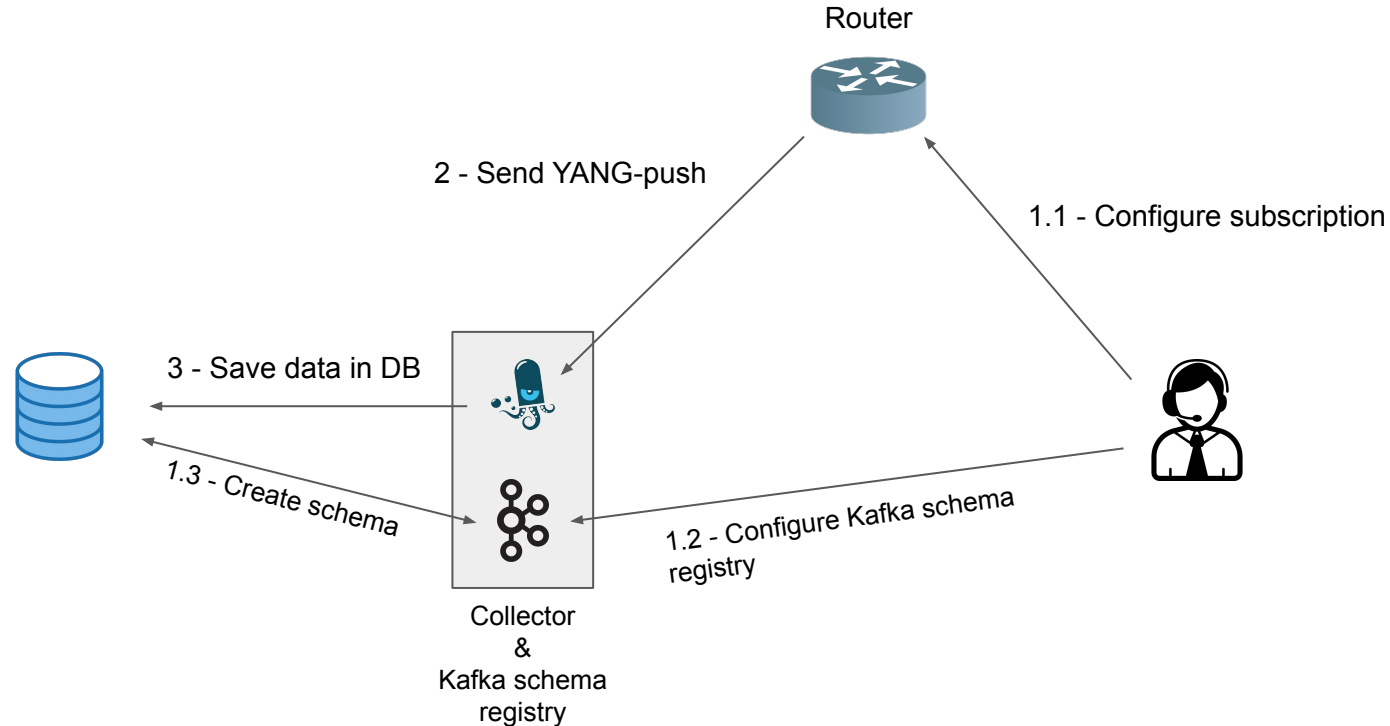 Router
2 - Send YANG-push
1.1 - Configure subscription
3 - Save data in DB
1.3 - Create schema
1.2 - Configure Kafka schema
registry
Collector
&
Kafka schema
registry